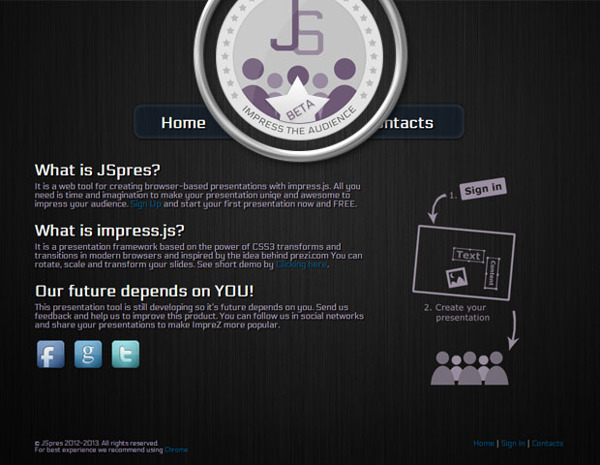 JS
BETA
IMPRESS THE AUDIENCE
Home
ontacts
What is JSpres?
It is a web tool for creating browser-based presentations with impress.js. All you
need is time and imagination to make your presentation uniqe and awesome to
impress your audience. Sign Up and start your first presentation now and FREE.
What is impress.js?
It is a presentation framework based on the power of CSS3 transforms and
transitions in modern browsers and inspired by the idea behind prezi.com You can
rotate, scale and transform your slides. See short demo by Clicking here.
Our future depends on YOU!
This presentation tool is still developing so it's future depends on you. Send us
feedback and help us to improve this product. You can follow us in social networks
and share your presentations to make ImpreZ more popular.
f g t
1. Sign in
Text
Content
2. Create your
presentation
© JSpres 2012-2013. All rights reserved.
For best experience we recommend using Chrome
Home | Sign In | Contacts